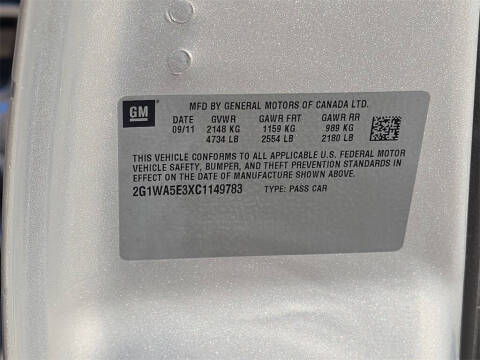 GM
MFD BY GENERAL MOTORS OF CANADA LTD.
DATE GVWR GAWR FRT GAWR RR
09/11 2148 KG 1159 KG 989 KG
4734 LB 2554 LB 2180 LB
THIS VEHICLE CONFORMS TO ALL APPLICABLE U.S. FEDERAL MOTOR
VEHICLE SAFETY, BUMPER, AND THEFT PREVENTION STANDARDS IN
EFFECT ON THE DATE OF MANUFACTURE SHOWN ABOVE.
2G1WA5E3XC1149783 TYPE: PASS CAR